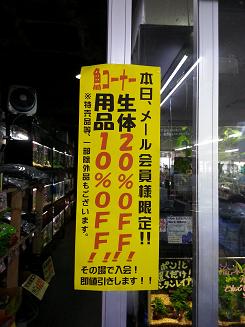 本日、メール会員様限定!!
魚コーナー
生体20%OFF!!
用品10%OFF!!
※特売品等、一部除外品もございます。
その場で入会!
即値引きします!!